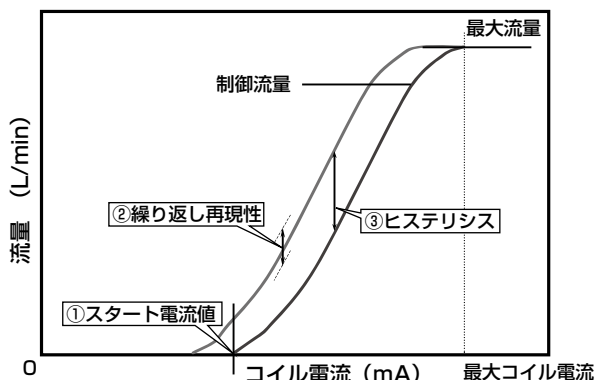 最大流量
制御流量
流量 (L/min)
②繰り返し再現性
③ヒステリシス
①スタート電流値
0
コイル電流 (mA)
最大コイル電流